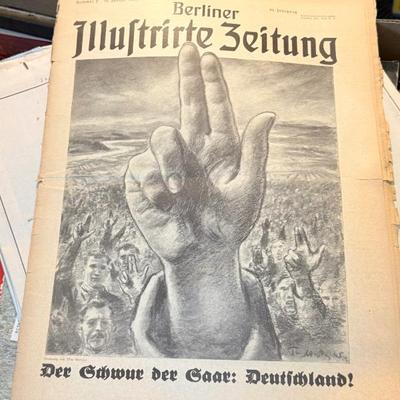 Berliner
Illustrirte Zeitung
Der Schwur der Saar: Deutschland!